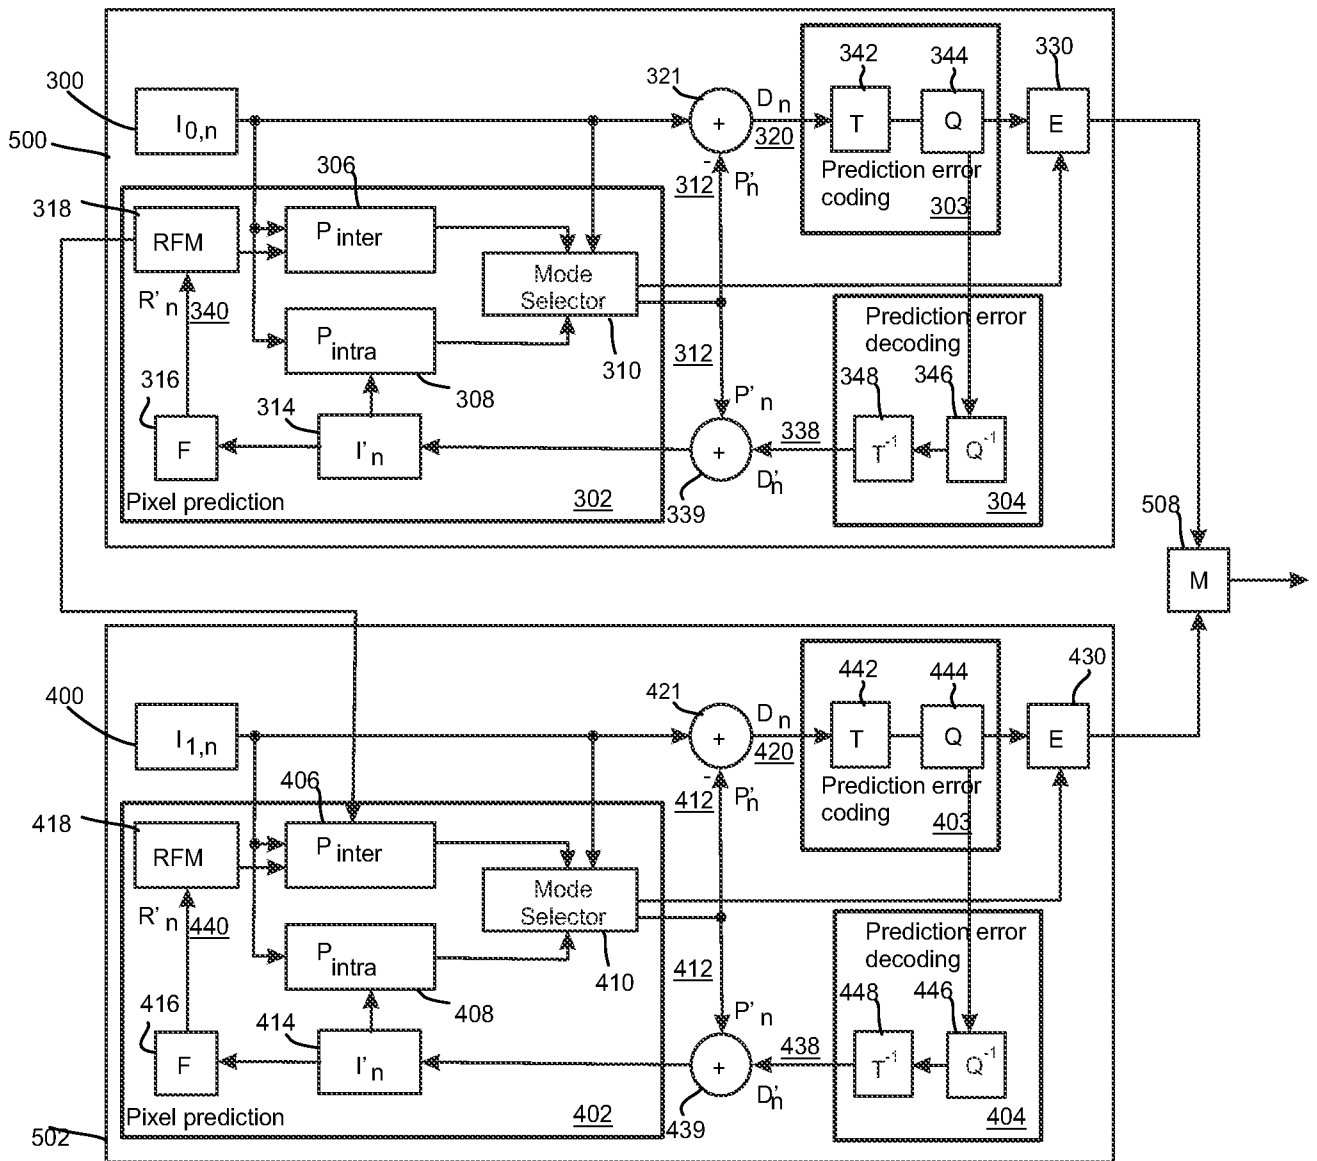 330
342
344
300
321
D n
I0,n
+
320
T
Q
E
500
306
312
P'n
Prediction error
coding
303
318
RFM
P inter
Mode
Selector
R'n
340
Prediction error
decoding
P intra
310
312
316
308
348
346
314
P'n
F
I'n
+
338
T-1
Q-1
D'n
Pixel prediction
302
339
304
508
M
430
442
444
400
421
D n
I1,n
+
420
T
Q
E
406
-
412
P'n
Prediction error
coding
403
418
RFM
P inter
Mode
Selector
R'n
440
Prediction error
decoding
P intra
410
412
416
408
448
446
414
P'n
F
I'n
+
438
T-1
Q-1
D'n
Pixel prediction
402
439
404
502